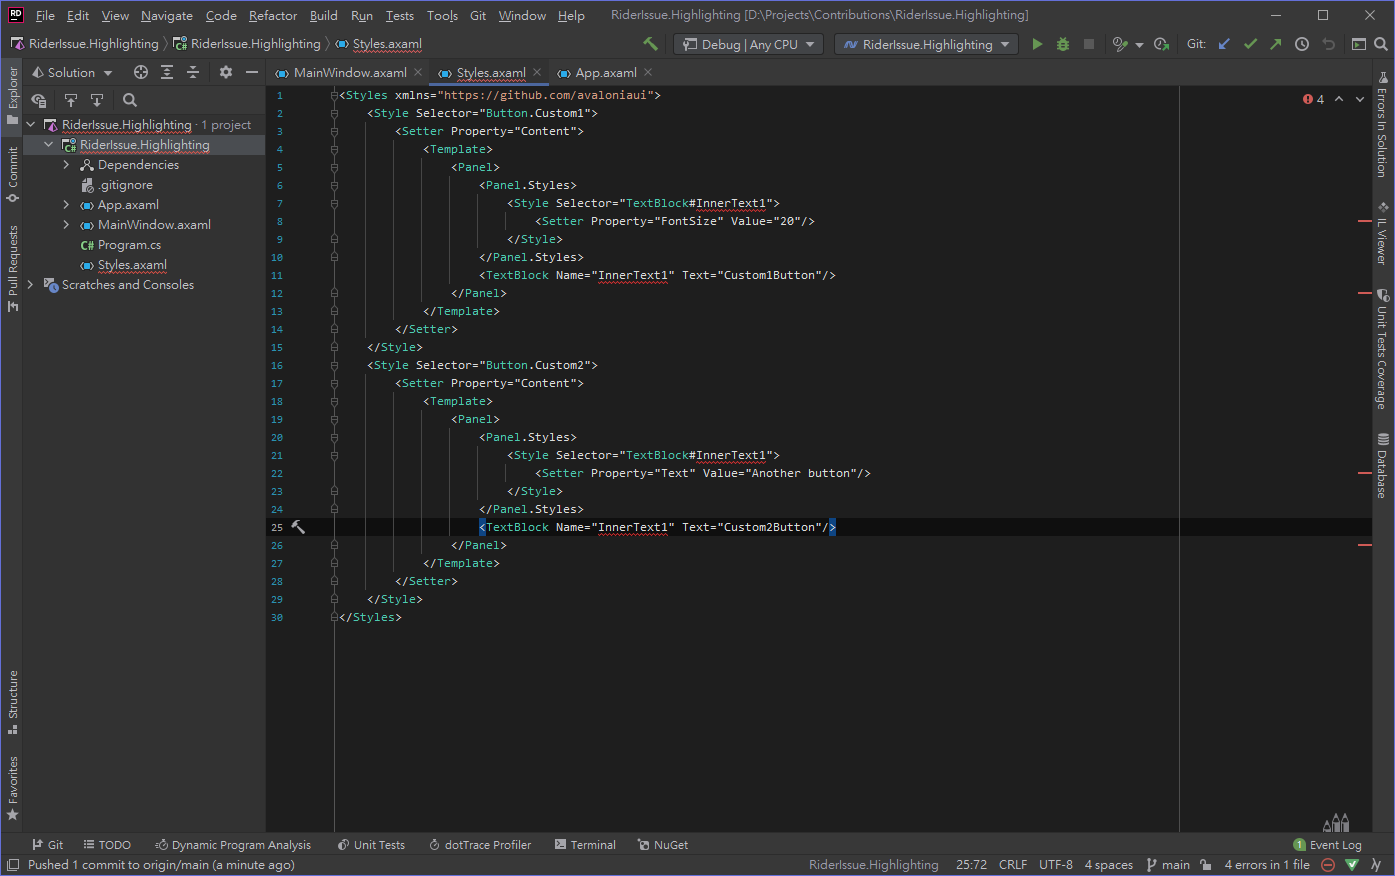 File Edit View Navigate Code Refactor Build Run Tests Tools Git Window Help RiderIssue.Highlighting [D:\Projects\Contributions\RiderIssue.Highlighting]
RiderIssue.Highlighting RiderIssue.Highlighting Styles.axaml Debug | Any CPU RiderIssue.Highlighting Git:
Solution MainWindow.axaml Styles.axaml App.axaml
RiderIssue.Highlighting · 1 project
RiderIssue.Highlighting
Dependencies
.gitignore
App.axaml
MainWindow.axaml
C# Program.cs
Styles.axaml
Scratches and Consoles
Explorer
Commit
Pull Requests
Structure
Favorites
1 <Styles xmlns="https://github.com/avaloniaui">
2 <Style Selector="Button.Custom1">
3 <Setter Property="Content">
4 <Template>
5 <Panel>
6 <Panel.Styles>
7 <Style Selector="TextBlock#InnerText1">
8 <Setter Property="FontSize" Value="20"/>
9 </Style>
10 </Panel.Styles>
11 <TextBlock Name="InnerText1" Text="Custom1Button"/>
12 </Panel>
13 </Template>
14 </Setter>
15 </Style>
16 <Style Selector="Button.Custom2">
17 <Setter Property="Content">
18 <Template>
19 <Panel>
20 <Panel.Styles>
21 <Style Selector="TextBlock#InnerText1">
22 <Setter Property="Text" Value="Another button"/>
23 </Style>
24 </Panel.Styles>
25 <TextBlock Name="InnerText1" Text="Custom2Button"/>
26 </Panel>
27 </Template>
28 </Setter>
29 </Style>
30 </Styles>
4
Errors In Solution
IL Viewer
Unit Tests Coverage
Database
Git TODO Dynamic Program Analysis Unit Tests dotTrace Profiler Terminal NuGet 1 Event Log
Pushed 1 commit to origin/main (a minute ago) RiderIssue.Highlighting 25:72 CRLF UTF-8 4 spaces main 4 errors in 1 file